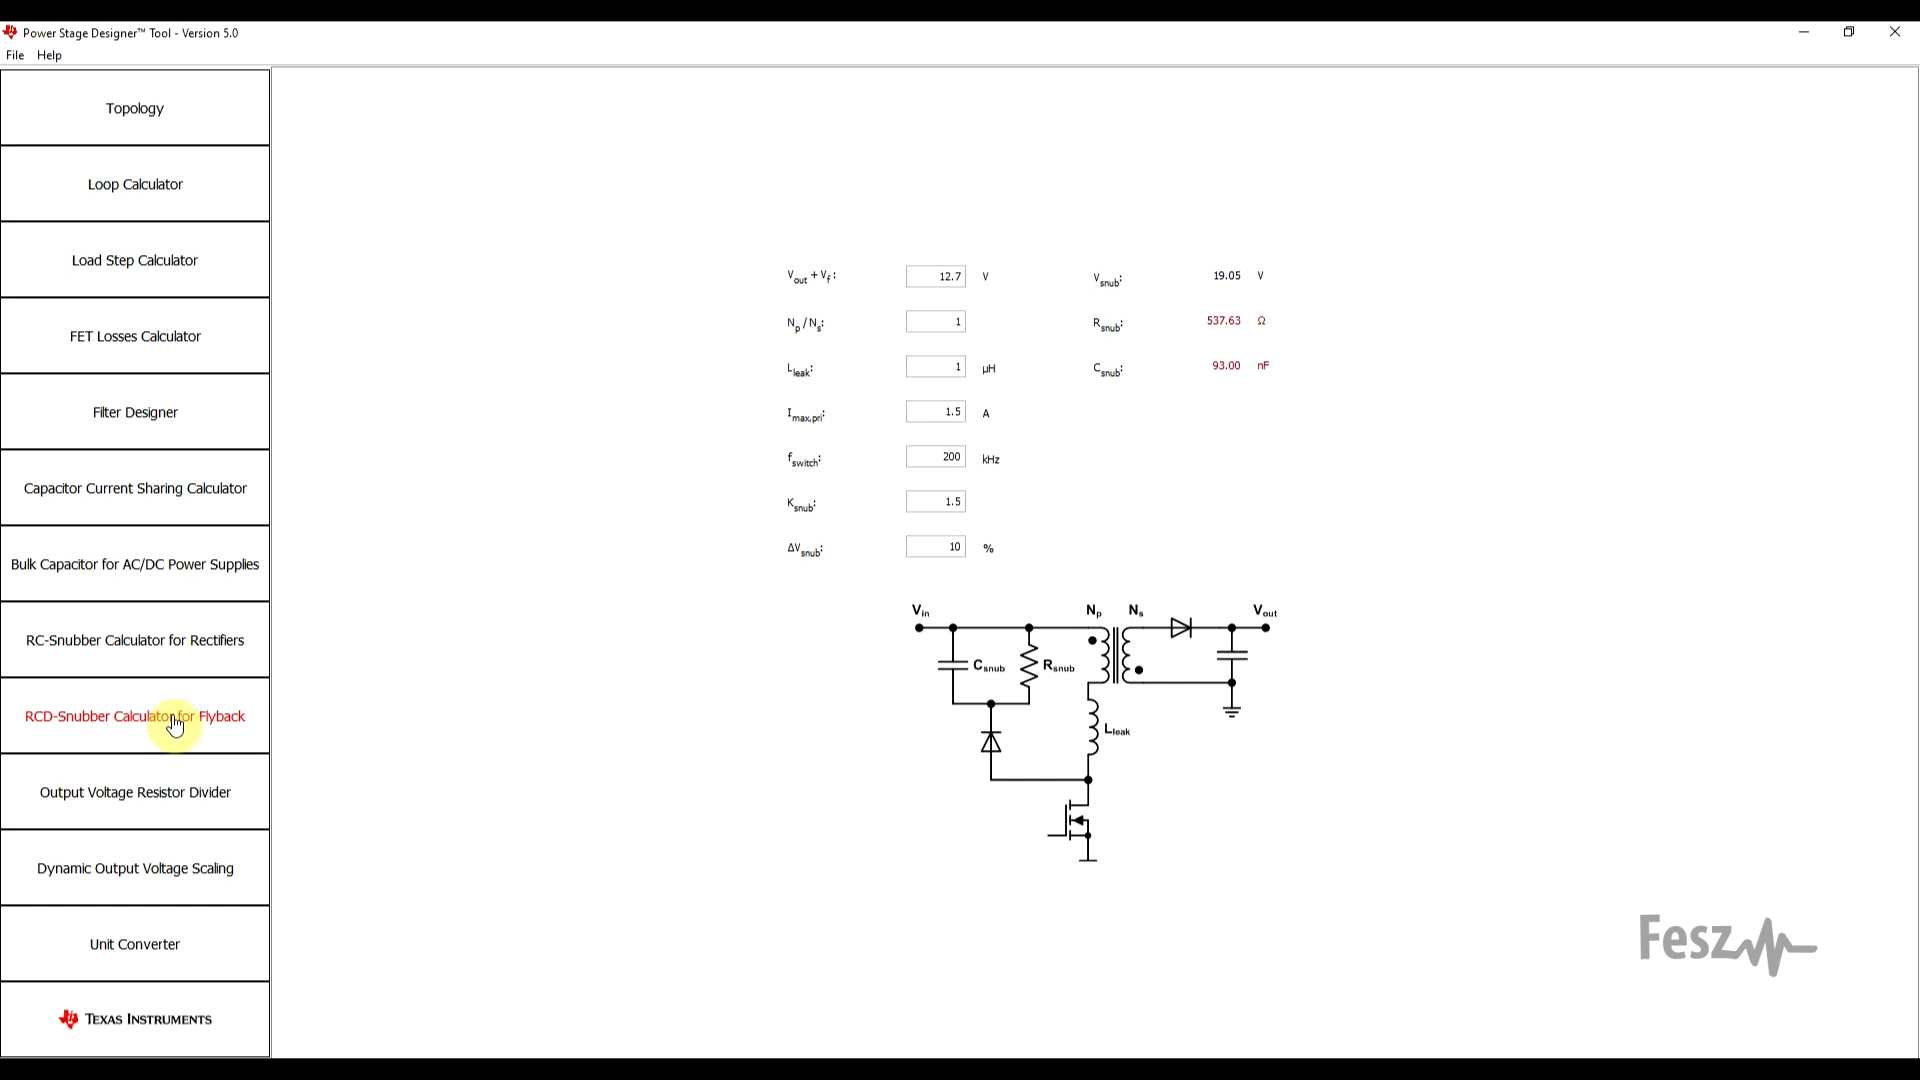 Power Stage Designer™ Tool - Version 5.0
File Help
Topology
Loop Calculator
Load Step Calculator
FET Losses Calculator
Filter Designer
Capacitor Current Sharing Calculator
Bulk Capacitor for AC/DC Power Supplies
RC-Snubber Calculator for Rectifiers
RCD-Snubber Calculator for Flyback
Output Voltage Resistor Divider
Dynamic Output Voltage Scaling
Unit Converter
TEXAS INSTRUMENTS
Vout + Vf: 12.7 V Vsnub: 19.05 V
Np / Ns: 1 Rsnub: 537.63 Ω
Lleak: 1 µH Csnub: 93.00 nF
Imax,pri: 1.5 A
fswitch: 200 kHz
Ksnub: 1.5
ΔVsnub: 10 %
Vin Np Ns Vout
Csnub Rsnub
Lleak
Fesz